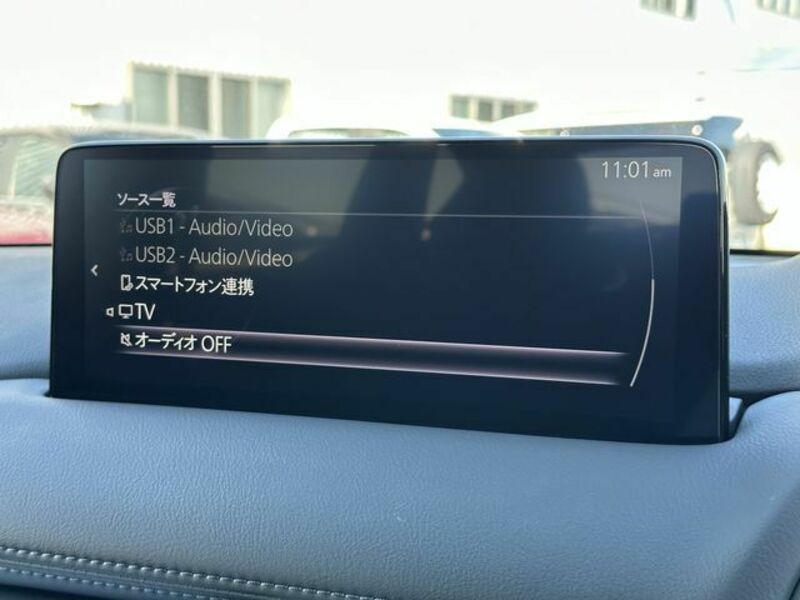 11:01 am
ソース一覧
USB1 - Audio/Video
USB2 - Audio/Video
スマートフォン連携
TV
オーディオ OFF